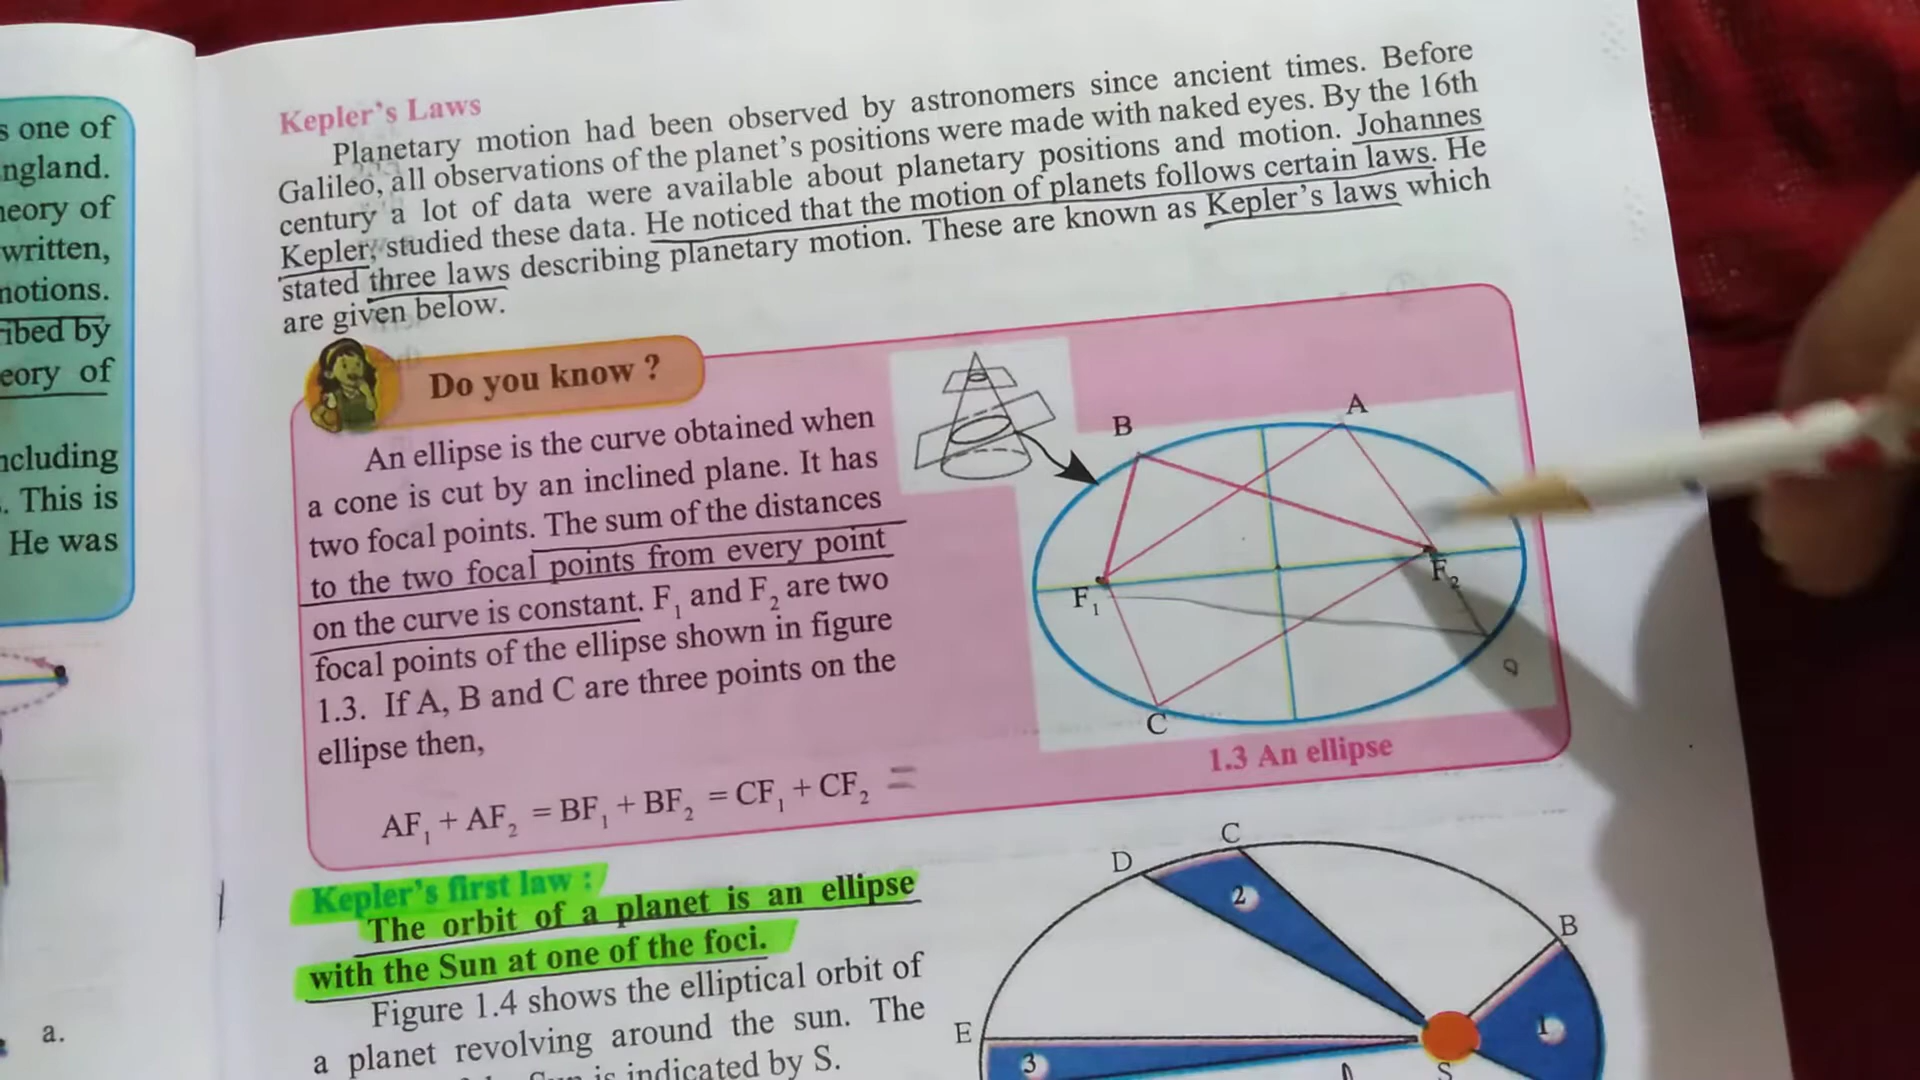 s one of
ngland.
heory of
written,
notions.
ribed by
eory of
ncluding
. This is
He was
a.
Kepler's Laws
Planetary motion had been observed by astronomers since ancient times. Before
Galileo, all observations of the planet's positions were made with naked eyes. By the 16th
century a lot of data were available about planetary positions and motion. Johannes
Kepler, studied these data. He noticed that the motion of planets follows certain laws. He
stated three laws describing planetary motion. These are known as Kepler's laws which
are given below.
Do you know ?
An ellipse is the curve obtained when
a cone is cut by an inclined plane. It has
two focal points. The sum of the distances
to the two focal points from every point
on the curve is constant. F₁ and F₂ are two
focal points of the ellipse shown in figure
1.3. If A, B and C are three points on the
ellipse then,
AF₁ + AF₂ = BF₁ + BF₂ = CF₁ + CF₂ =
A
B
F₁
F₂
C
1.3 An ellipse
Kepler's first law :
The orbit of a planet is an ellipse
with the Sun at one of the foci.
Figure 1.4 shows the elliptical orbit of
a planet revolving around the sun. The
Sun is indicated by S.
C
D
2
B
E
3
1
S